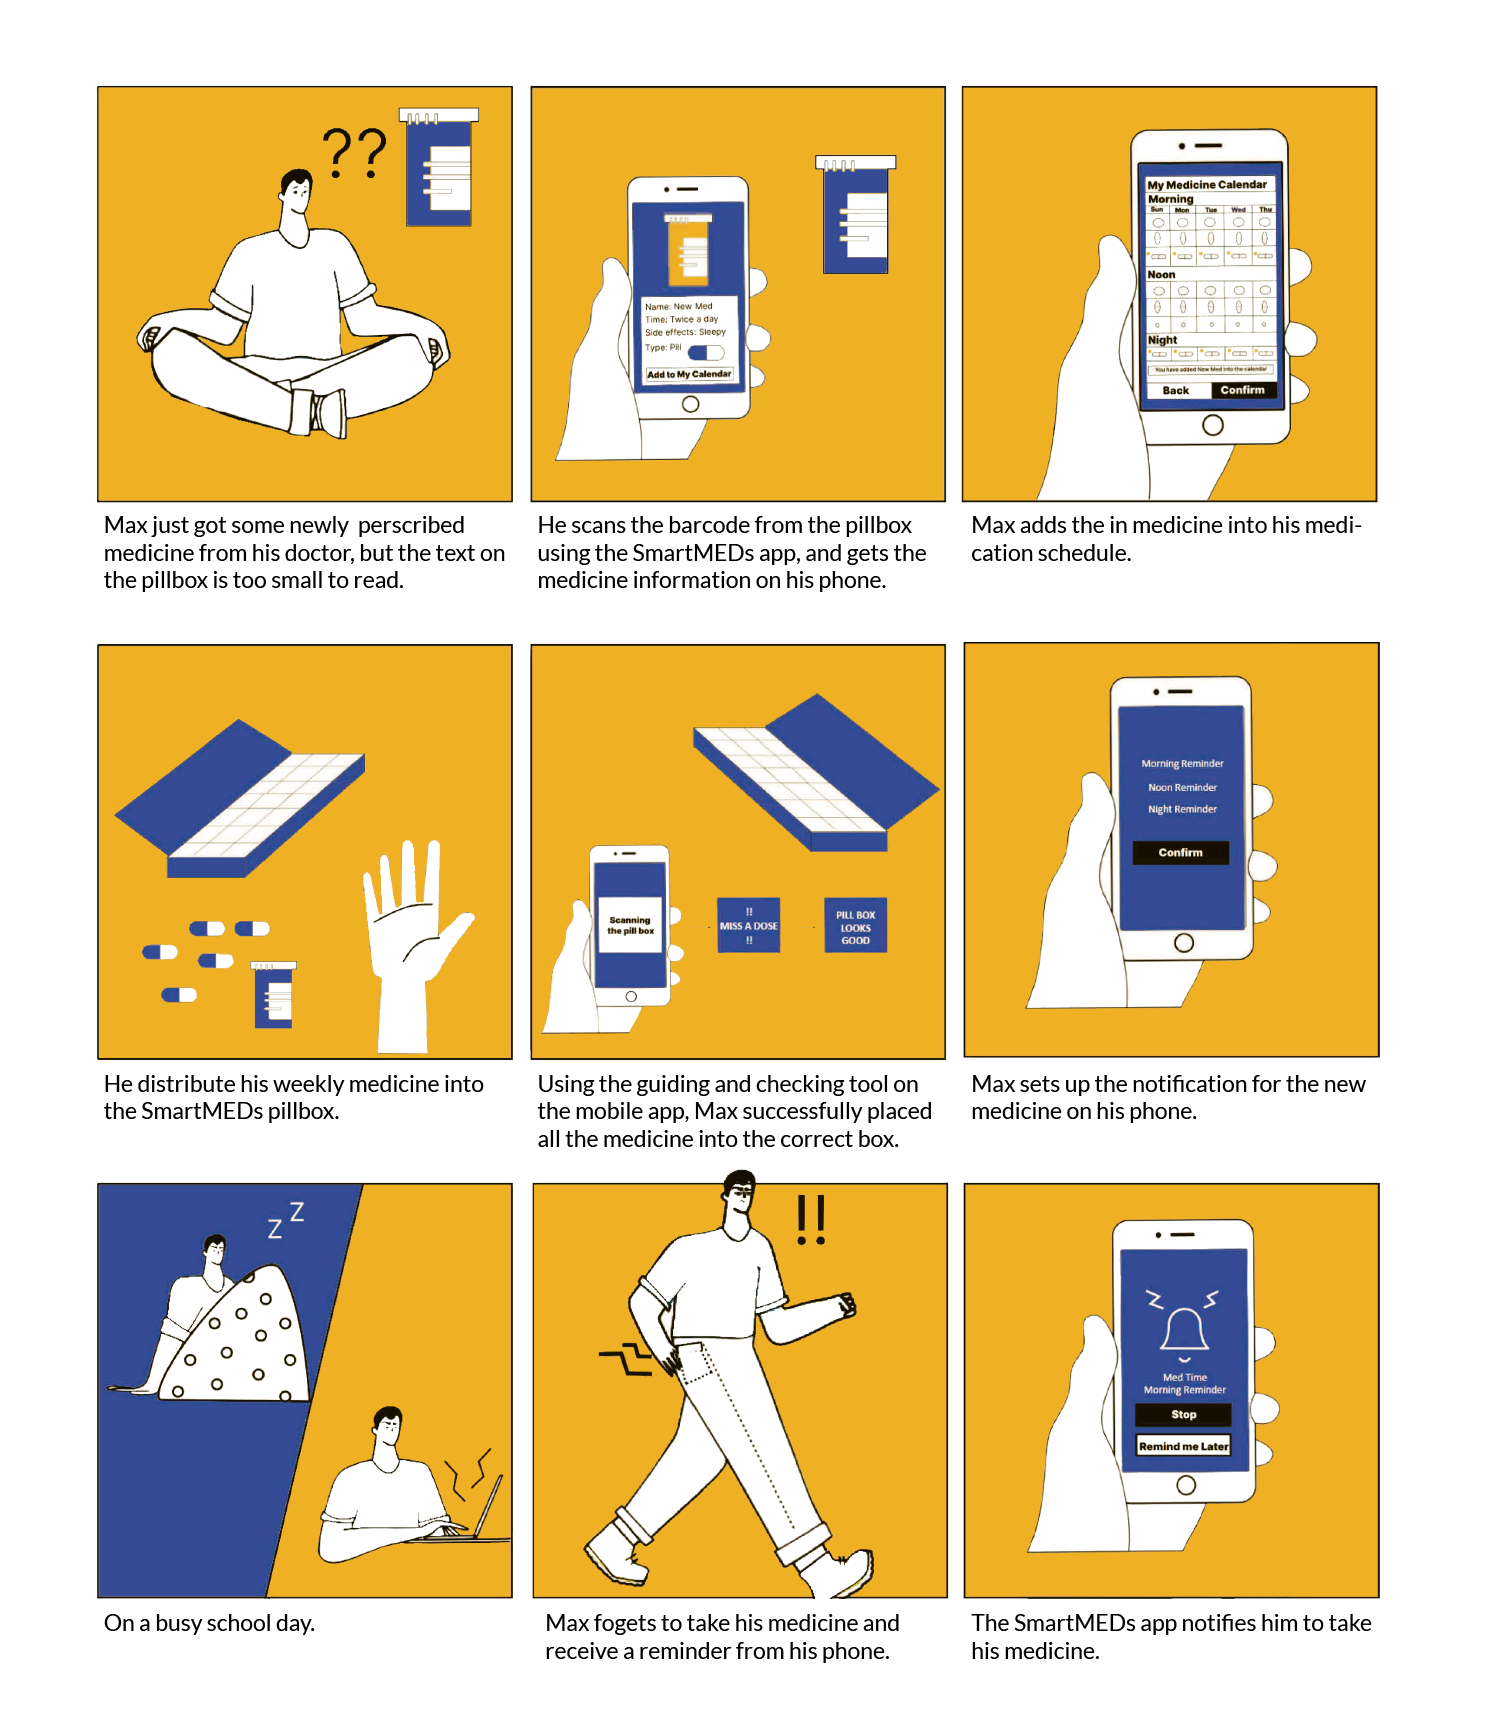 ??
Max just got some newly  perscribed
medicine from his doctor, but the text on
the pillbox is too small to read.
Name: New Med
Time: Twice a day
Side effects: Sleepy
Type: Pill
Add to My Calendar
He scans the barcode from the pillbox
using the SmartMEDs app, and gets the
medicine information on his phone.
My Medicine Calendar
Morning
Sun Mon Tue Wed Thu
Noon
Night
You have added New Med into the calendar
Back Confirm
Max adds the in medicine into his medi-
cation schedule.
He distribute his weekly medicine into
the SmartMEDs pillbox.
Scanning
the pill box
!!
MISS A DOSE
!!
PILL BOX
LOOKS
GOOD
Using the guiding and checking tool on
the mobile app, Max successfully placed
all the medicine into the correct box.
Morning Reminder
Noon Reminder
Night Reminder
Confirm
Max sets up the notification for the new
medicine on his phone.
z z
On a busy school day.
!!
Max fogets to take his medicine and
receive a reminder from his phone.
Med Time
Morning Reminder
Stop
Remind me Later
The SmartMEDs app notifies him to take
his medicine.